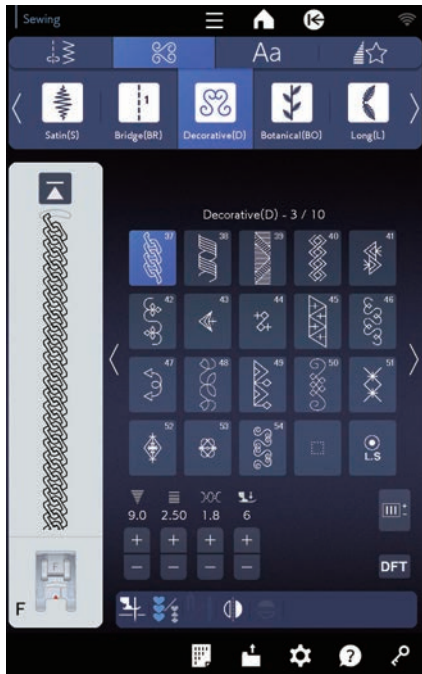 Sewing
Aa
1
Satin(S) Bridge(BR) Decorative(D) Botanical(BO) Long(L)
Decorative(D) - 3 / 10
37 38 39 40 41
42 43 44 45 46
47 48 49 50 51
52 53 54
L.S
9.0 2.50 1.8 6
+ + + +
- - - -
DFT
F
?